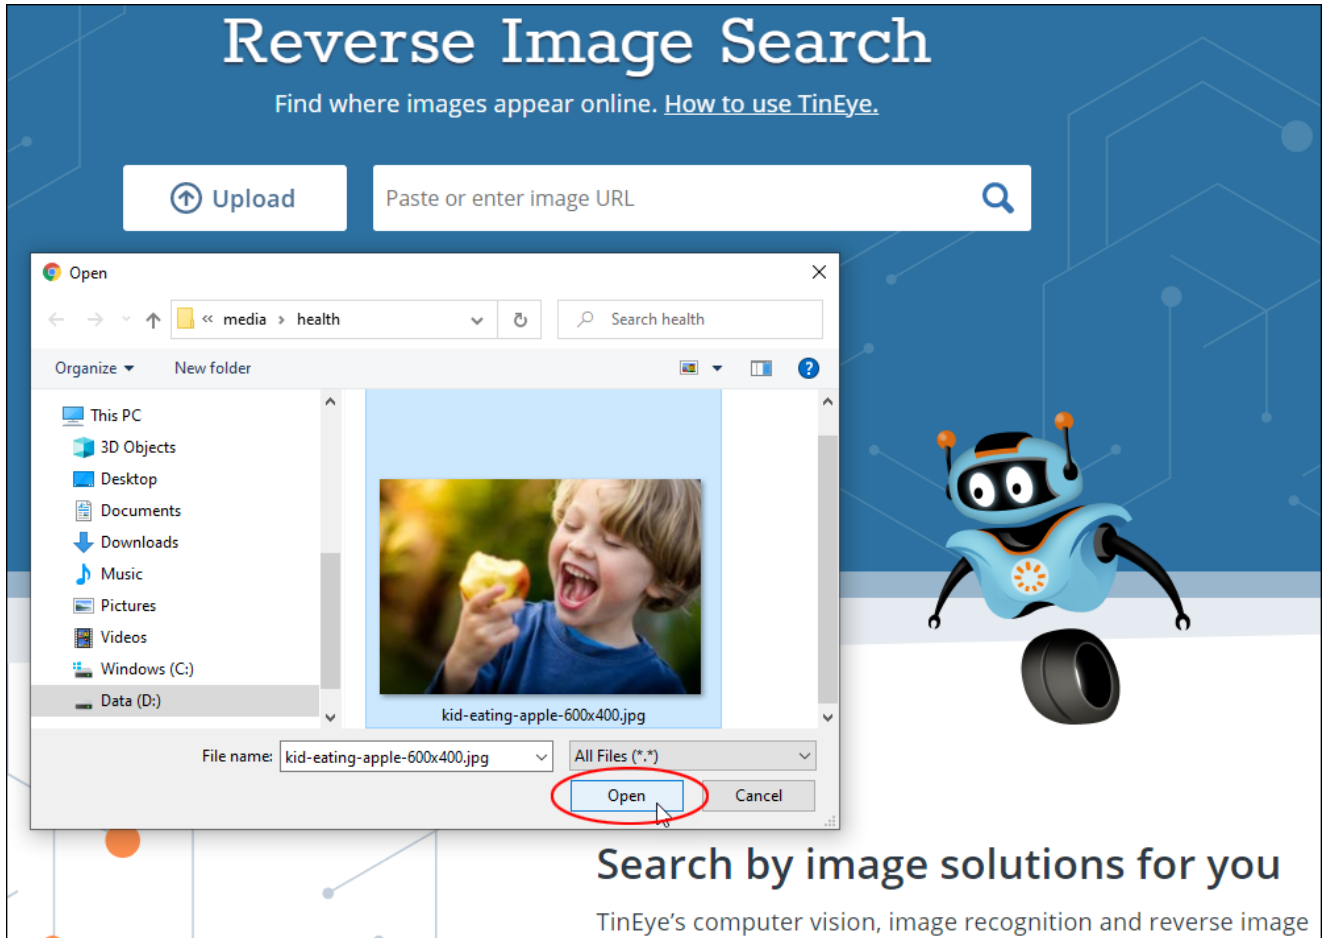 Reverse Image Search
Find where images appear online. How to use TinEye.
Upload
Paste or enter image URL
Open
« media › health
Search health
Organize
New folder
?
This PC
3D Objects
Desktop
Documents
Downloads
Music
Pictures
Videos
Windows (C:)
Data (D:)
kid-eating-apple-600x400.jpg
File name: kid-eating-apple-600x400.jpg
All Files (*.*)
Open
Cancel
Search by image solutions for you
TinEye’s computer vision, image recognition and reverse image